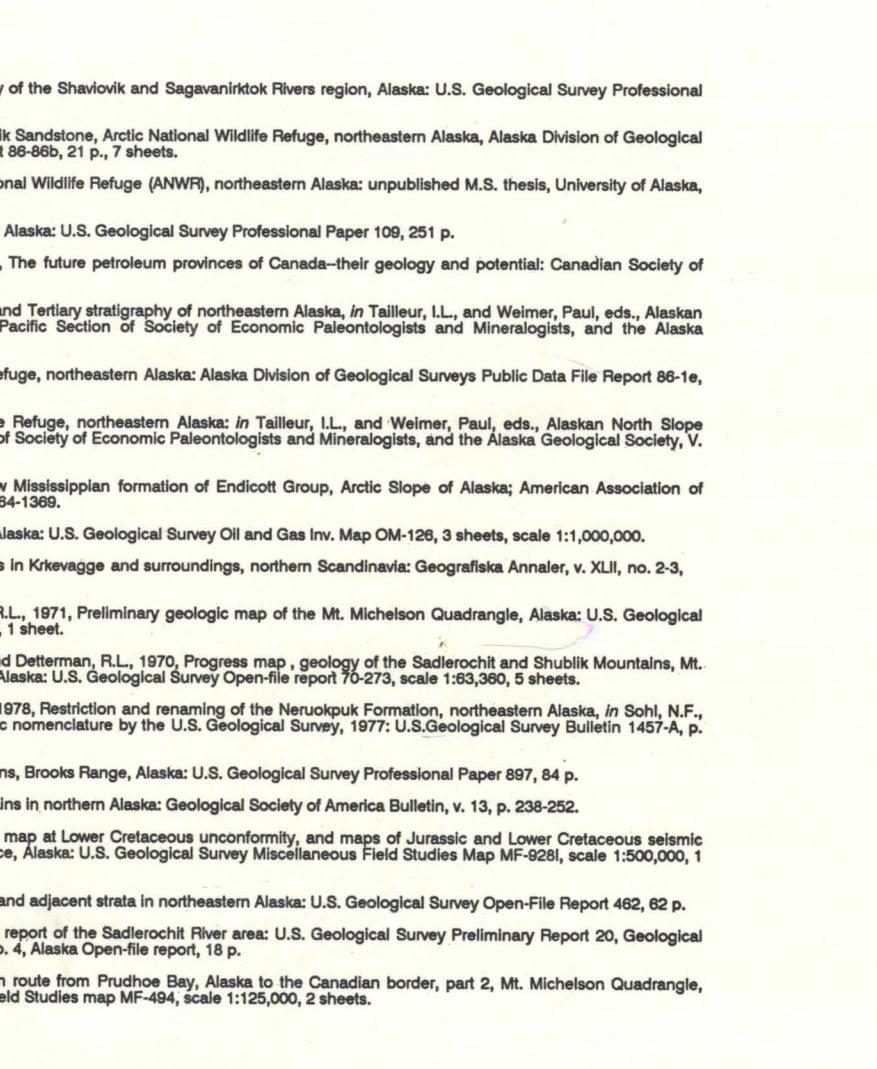 of the Shaviovik and Sagavanirktok Rivers region, Alaska: U.S. Geological Survey Professional
Sandstone, Arctic National Wildlife Refuge, northeastern Alaska, Alaska Division of Geological
86-86b, 21 p., 7 sheets.
Wildlife Refuge (ANWR), northeastern Alaska: unpublished M.S. thesis, University of Alaska,
Alaska: U.S. Geological Survey Professional Paper 109, 251 p.
, The future petroleum provinces of Canada--their geology and potential: Canadian Society of
and Tertiary stratigraphy of northeastern Alaska, in Tailleur, I.L., and Weimer, Paul, eds., Alaskan
Pacific Section of Society of Economic Paleontologists and Mineralogists, and the Alaska
efuge, northeastern Alaska: Alaska Division of Geological Surveys Public Data File Report 86-1e,
e Refuge, northeastern Alaska: in Tailleur, I.L., and Weimer, Paul, eds., Alaskan North Slope
of Society of Economic Paleontologists and Mineralogists, and the Alaska Geological Society, V.
w Mississippian formation of Endicott Group, Arctic Slope of Alaska; American Association of
64-1369.
Alaska: U.S. Geological Survey Oil and Gas Inv. Map OM-126, 3 sheets, scale 1:1,000,000.
s in Krkevagge and surroundings, northern Scandinavia: Geografiska Annaler, v. XLII, no. 2-3,
R.L., 1971, Preliminary geologic map of the Mt. Michelson Quadrangle, Alaska: U.S. Geological
, 1 sheet.
d Detterman, R.L., 1970, Progress map , geology of the Sadlerochit and Shublik Mountains, Mt.
Alaska: U.S. Geological Survey Open-file report 70-273, scale 1:63,360, 5 sheets.
1978, Restriction and renaming of the Neruokpuk Formation, northeastern Alaska, in Sohl, N.F.,
c nomenclature by the U.S. Geological Survey, 1977: U.S.Geological Survey Bulletin 1457-A, p.
ns, Brooks Range, Alaska: U.S. Geological Survey Professional Paper 897, 84 p.
ins in northern Alaska: Geological Society of America Bulletin, v. 13, p. 238-252.
map at Lower Cretaceous unconformity, and maps of Jurassic and Lower Cretaceous seismic
ce, Alaska: U.S. Geological Survey Miscellaneous Field Studies Map MF-928I, scale 1:500,000, 1
and adjacent strata in northeastern Alaska: U.S. Geological Survey Open-File Report 462, 62 p.
report of the Sadlerochit River area: U.S. Geological Survey Preliminary Report 20, Geological
. 4, Alaska Open-file report, 18 p.
route from Prudhoe Bay, Alaska to the Canadian border, part 2, Mt. Michelson Quadrangle,
eld Studies map MF-494, scale 1:125,000, 2 sheets.